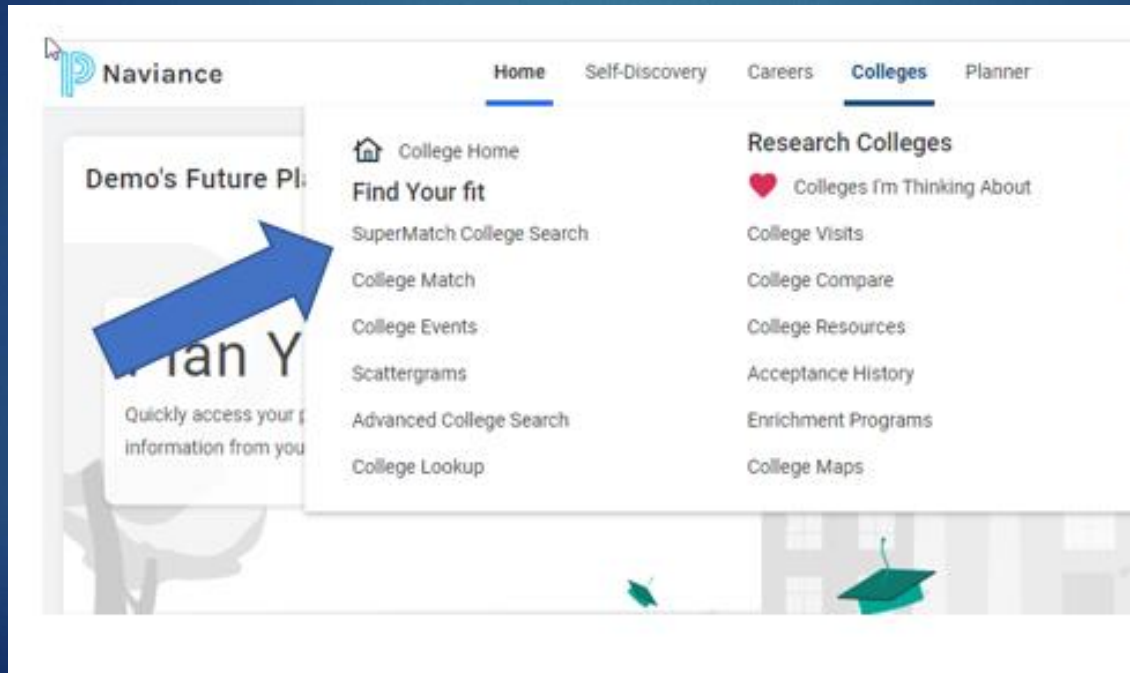 Naviance
Home Self-Discovery Careers Colleges Planner
Demo's Future
College Home
Find Your fit
SuperMatch College Search
College Match
College Events
Scattergrams
Advanced College Search
College Lookup
Research Colleges
Colleges I'm Thinking About
College Visits
College Compare
College Resources
Acceptance History
Enrichment Programs
College Maps
Quickly access your
information from you